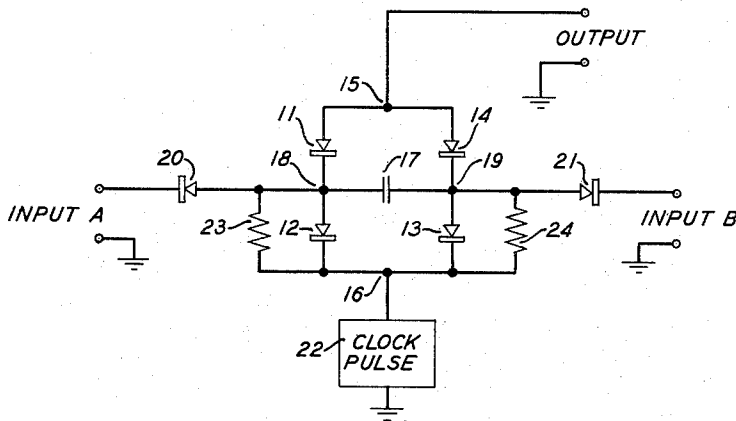 OUTPUT
15
11
14
20
18
17
19
21
INPUT A
23
12
13
24
INPUT B
16
22
CLOCK
PULSE